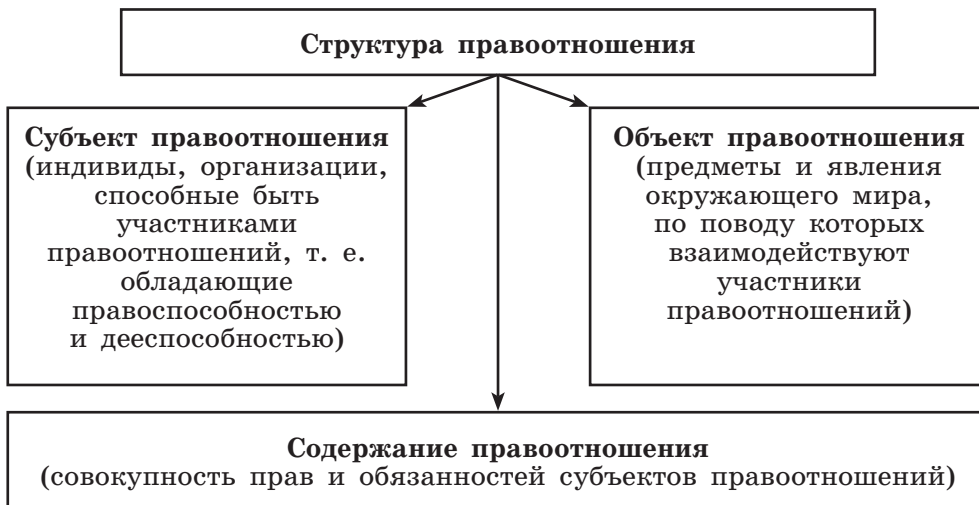 Структура правоотношения
Субъект правоотношения
(индивиды, организации,
способные быть
участниками
правоотношений, т. е.
обладающие
правоспособностью
и дееспособностью)
Объект правоотношения
(предметы и явления
окружающего мира,
по поводу которых
взаимодействуют
участники
правоотношений)
Содержание правоотношения
(совокупность прав и обязанностей субъектов правоотношений)